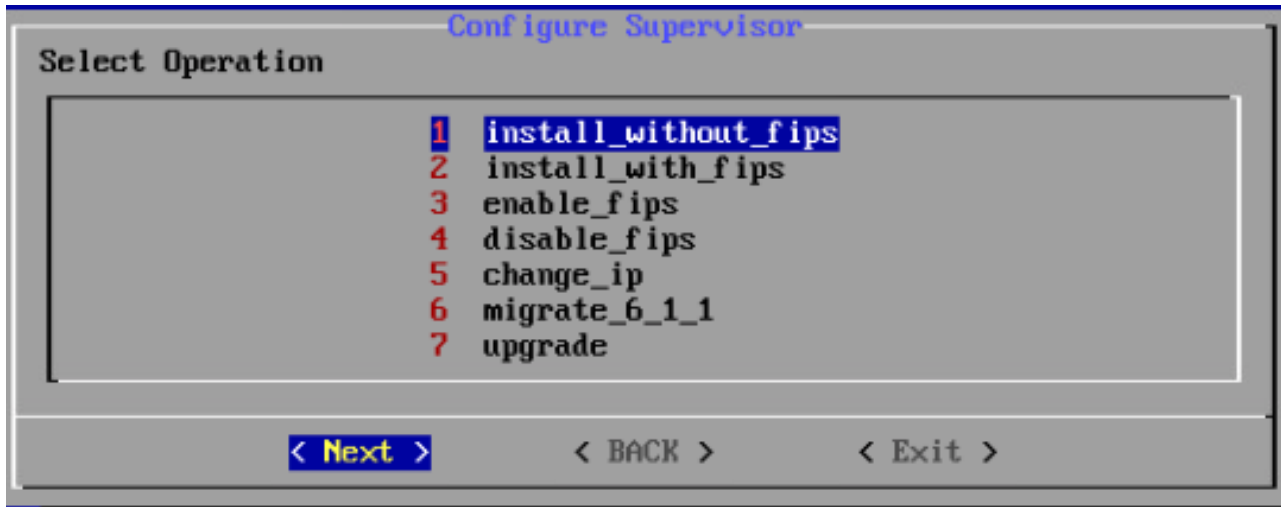 Configure Supervisor
Select Operation
1 install_without_fips
2 install_with_fips
3 enable_fips
4 disable_fips
5 change_ip
6 migrate_6_1_1
7 upgrade
< Next > < BACK > < Exit >